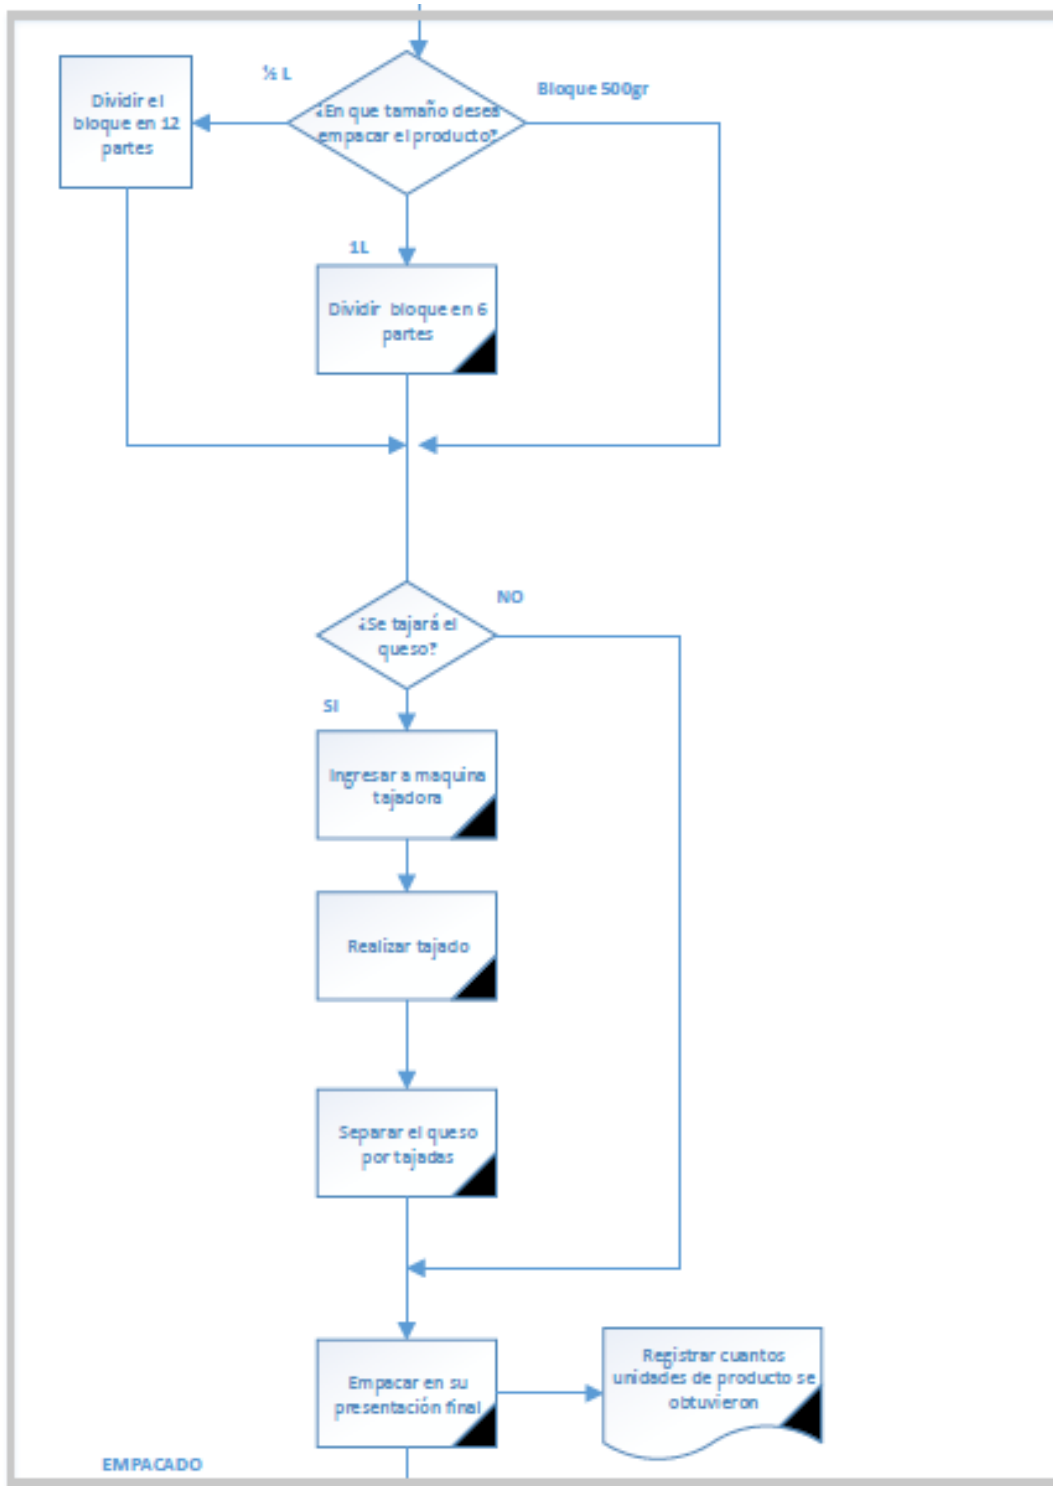 ½ L
Bloque 500gr
Dividir el
bloque en 12
partes
¿En que tamaño desea
empacar el producto?
1L
Dividir bloque en 6
partes
NO
¿Se tajará el
queso?
SI
Ingresar a maquina
tajadora
Realizar tajado
Separar el queso
por tajadas
Empacar en su
presentación final
Registrar cuantos
unidades de producto se
obtuvieron
EMPACADO